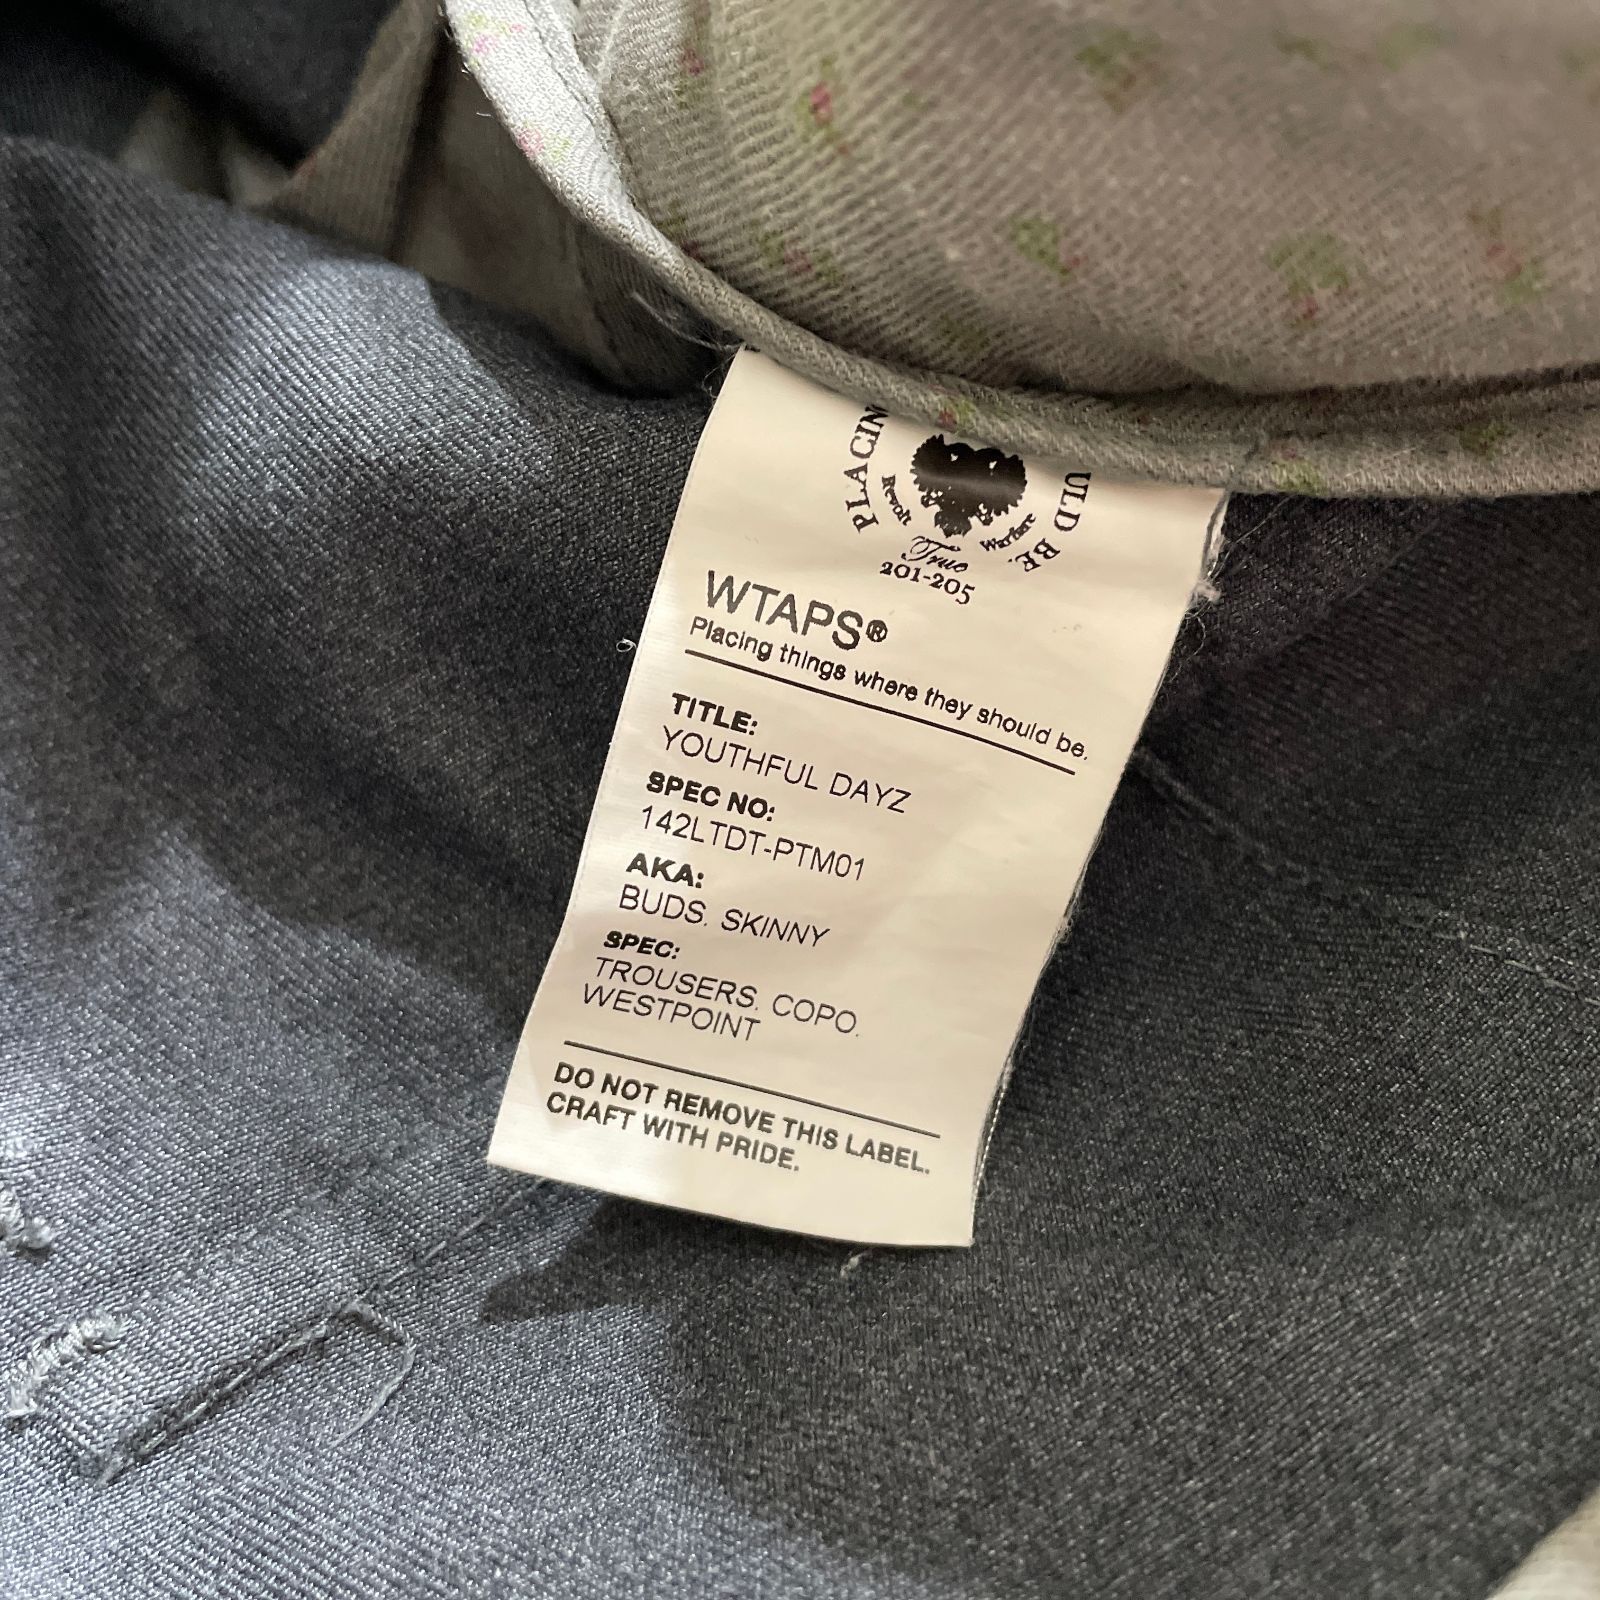 PLACIN
ULD BE.
Revolt
Warfare
True
201-205
WTAPS®
Placing things where they should be.
TITLE:
YOUTHFUL DAYZ
SPEC NO:
142LTDT-PTM01
AKA:
BUDS. SKINNY
SPEC:
TROUSERS. COPO.
WESTPOINT
DO NOT REMOVE THIS LABEL.
CRAFT WITH PRIDE.